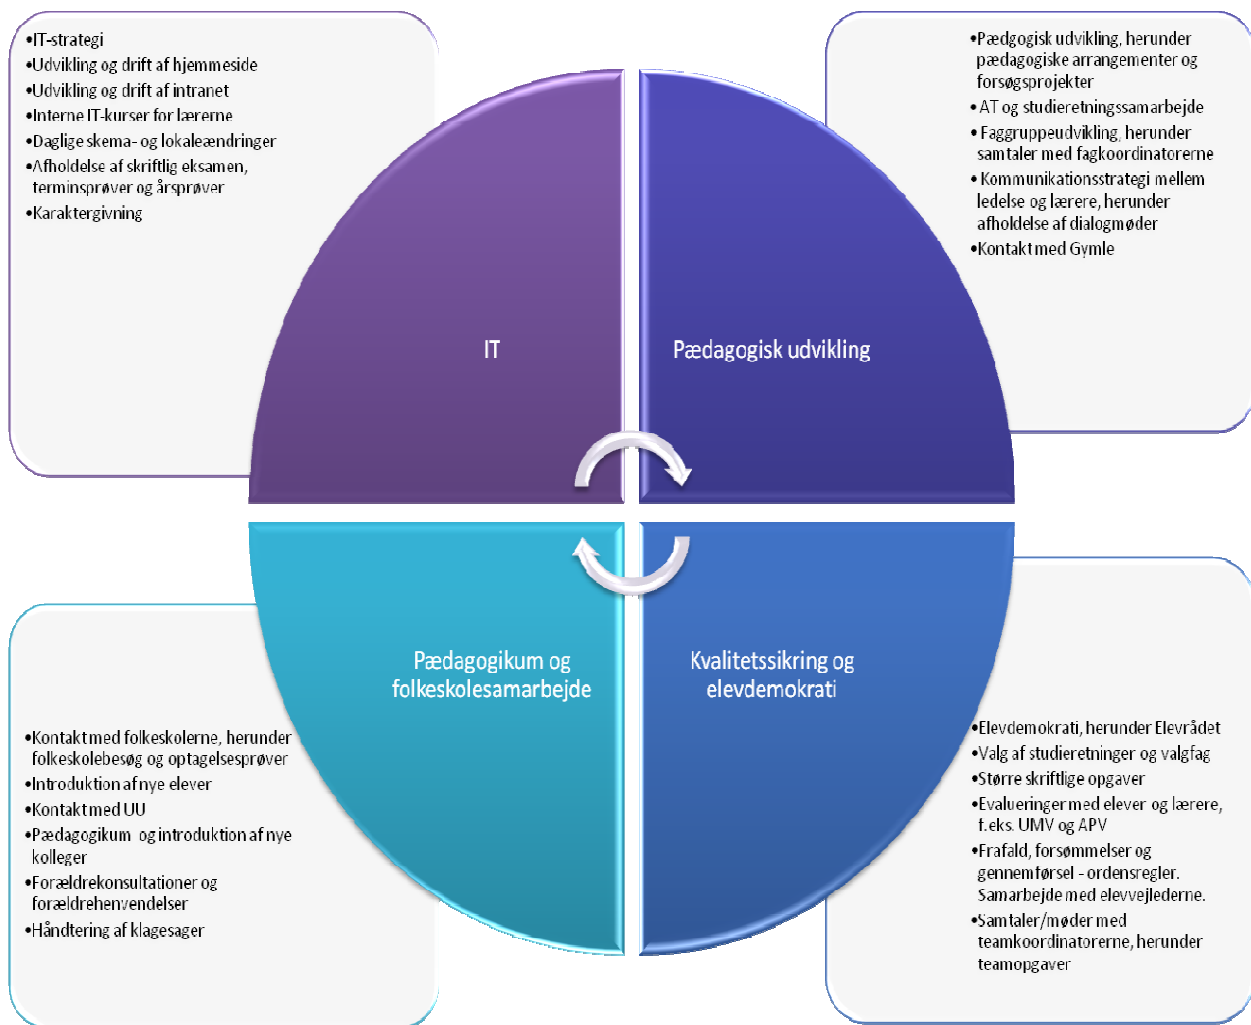 •IT-strategi
•Udvikling og drift af hjemmeside
•Udvikling og drift af intranet
•Interne IT-kurser for lærerne
•Daglige skema- og lokaleændringer
•Afholdelse af skriftlig eksamen,
terminsprøver og årsprøver
•Karaktergivning
•Pædgogisk udvikling, herunder
pædagogiske arrangementer og
forsøgsprojekter
•AT og studieretningssamarbejde
•Faggruppeudvikling, herunder
samtaler med fagkoordinatorerne
•Kommunikationsstrategi mellem
ledelse og lærere, herunder
afholdelse af dialogmøder
•Kontakt med Gymle
IT
Pædagogisk udvikling
Pædagogikum og
folkeskolesamarbejde
Kvalitetssikring og
elevdemokrati
•Kontakt med folkeskolerne, herunder
folkeskolebesøg og optagelsesprøver
•Introduktion af nye elever
•Kontakt med UU
•Pædagogikum og introduktion af nye
kolleger
•Forældrekonsultationer og
forældrehenvendelser
•Håndtering af klagesager
•Elevdemokrati, herunder Elevrådet
•Valg af studieretninger og valgfag
•Større skriftlige opgaver
•Evalueringer med elever og lærere,
f.eks. UMV og APV
•Frafald, forsømmelser og
gennemførsel - ordensregler.
Samarbejde med elevvejlederne.
•Samtaler/møder med
teamkoordinatorerne, herunder
teamopgaver